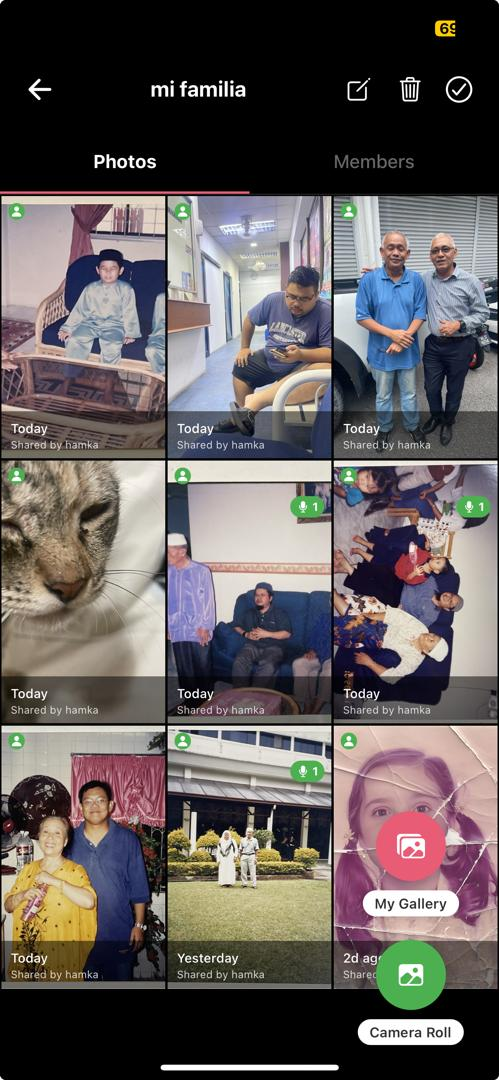 69
mi familia
Photos
Members
Today
Shared by hamka
Today
Shared by hamka
Today
Shared by hamka
Today
Shared by hamka
1
Today
Shared by hamka
1
Today
Shared by hamka
Today
Shared by hamka
1
Yesterday
Shared by hamka
2d ag
Share
My Gallery
Camera Roll